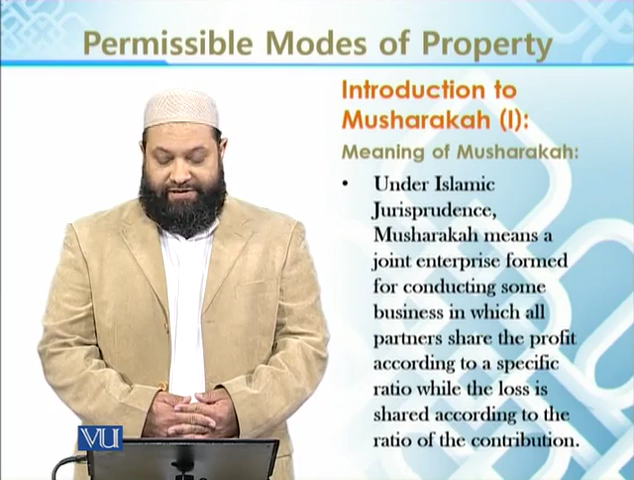 Permissible Modes of Property
Introduction to
Musharakah (I):
Meaning of Musharakah:
• Under Islamic
Jurisprudence,
Musharakah means a
joint enterprise formed
for conducting some
business in which all
partners share the profit
according to a specific
ratio while the loss is
shared according to the
ratio of the contribution.
VU